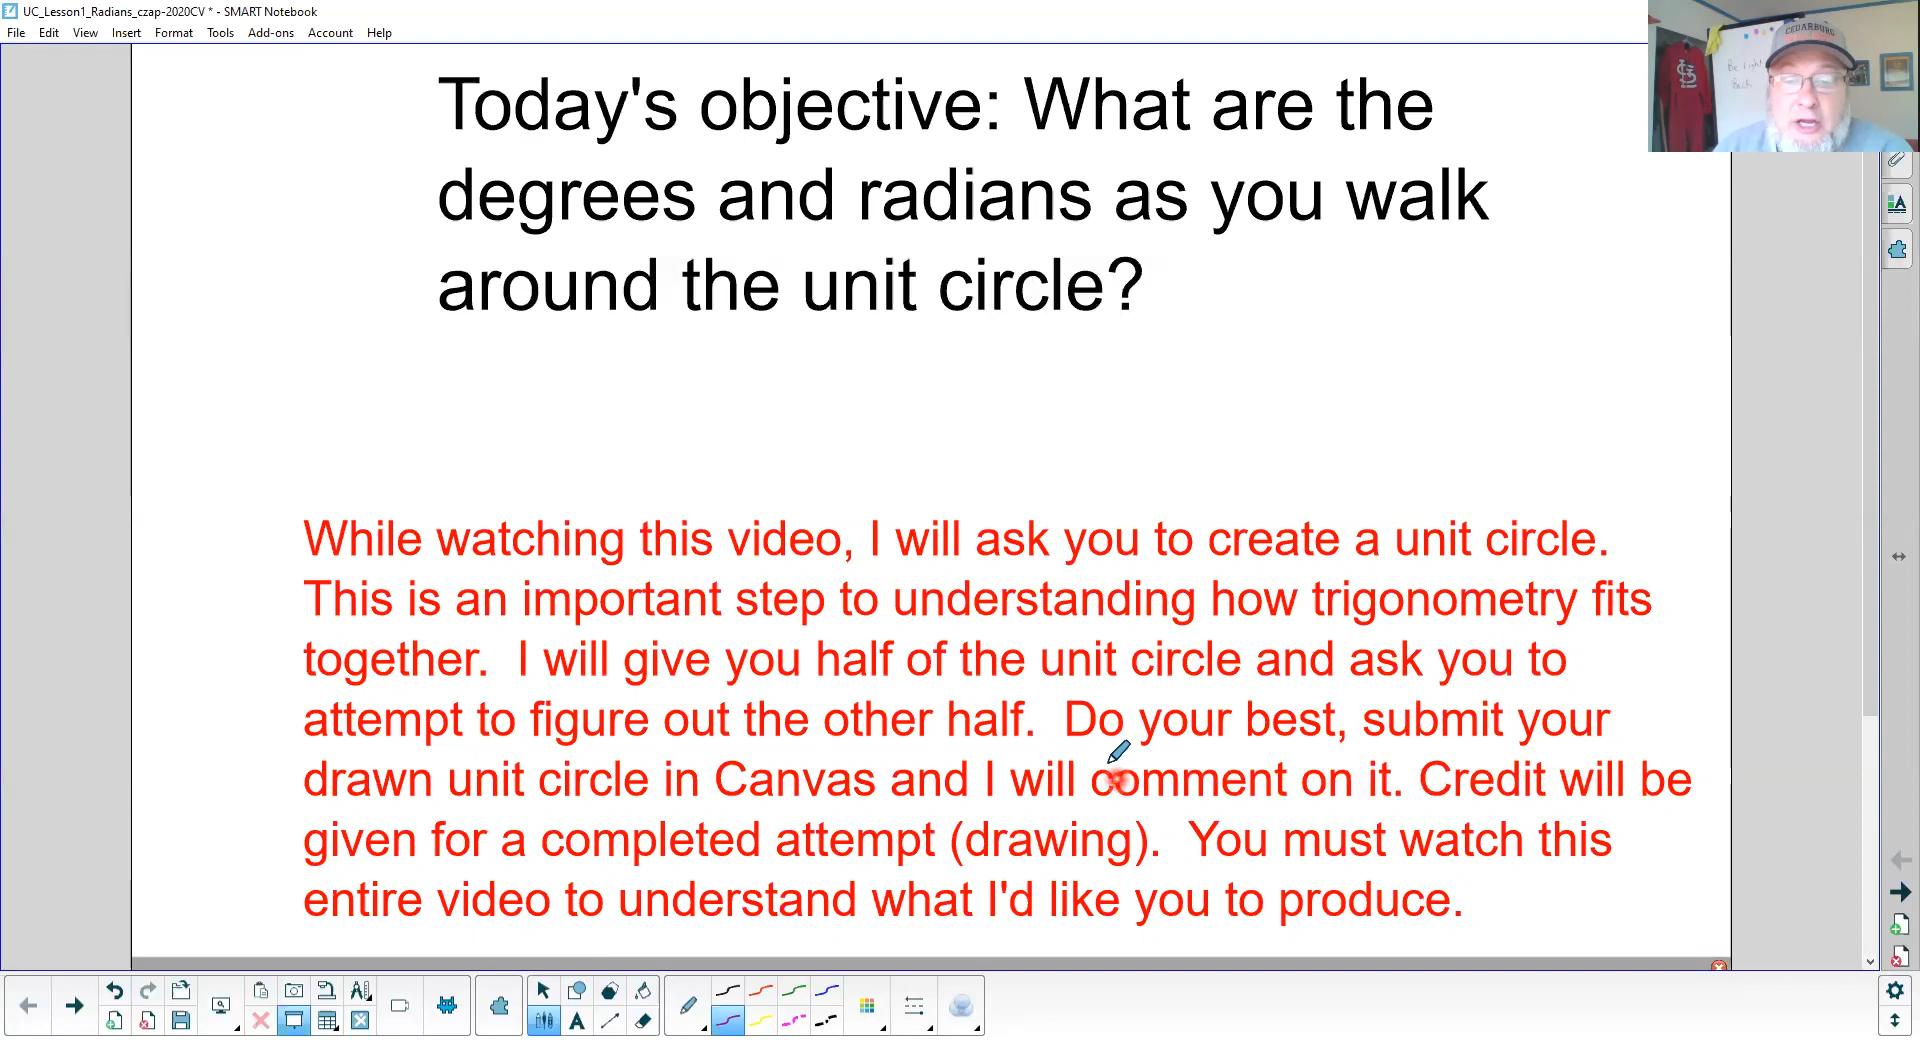 UC_Lesson1_Radians_czap-2020CV * - SMART Notebook
File Edit View Insert Format Tools Add-ons Account Help
CEDARBURG
Be right
Back
Today's objective: What are the
degrees and radians as you walk
around the unit circle?
While watching this video, I will ask you to create a unit circle.
This is an important step to understanding how trigonometry fits
together. I will give you half of the unit circle and ask you to
attempt to figure out the other half. Do your best, submit your
drawn unit circle in Canvas and I will comment on it. Credit will be
given for a completed attempt (drawing). You must watch this
entire video to understand what I'd like you to produce.